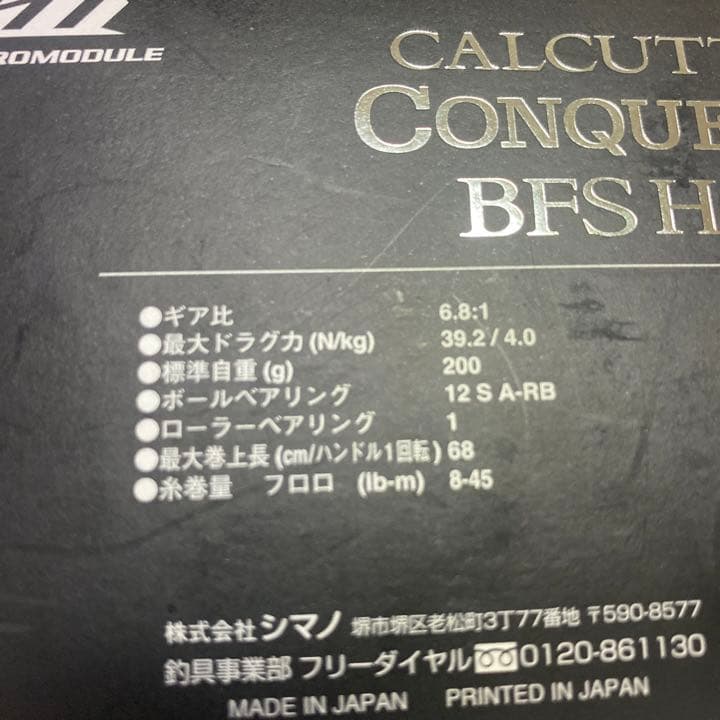 ROMODULE
CALCUTT
CONQUE
BFS H
●ギア比 6.8:1
●最大ドラグ力 (N/kg) 39.2 / 4.0
●標準自重 (g) 200
●ボールベアリング 12 S A-RB
●ローラーベアリング 1
●最大巻上長 (cm/ハンドル1回転) 68
●糸巻量 フロロ (lb-m) 8-45
株式会社 シマノ 堺市堺区老松町3丁77番地 〒590-8577
釣具事業部 フリーダイヤル 0120-861130
MADE IN JAPAN PRINTED IN JAPAN